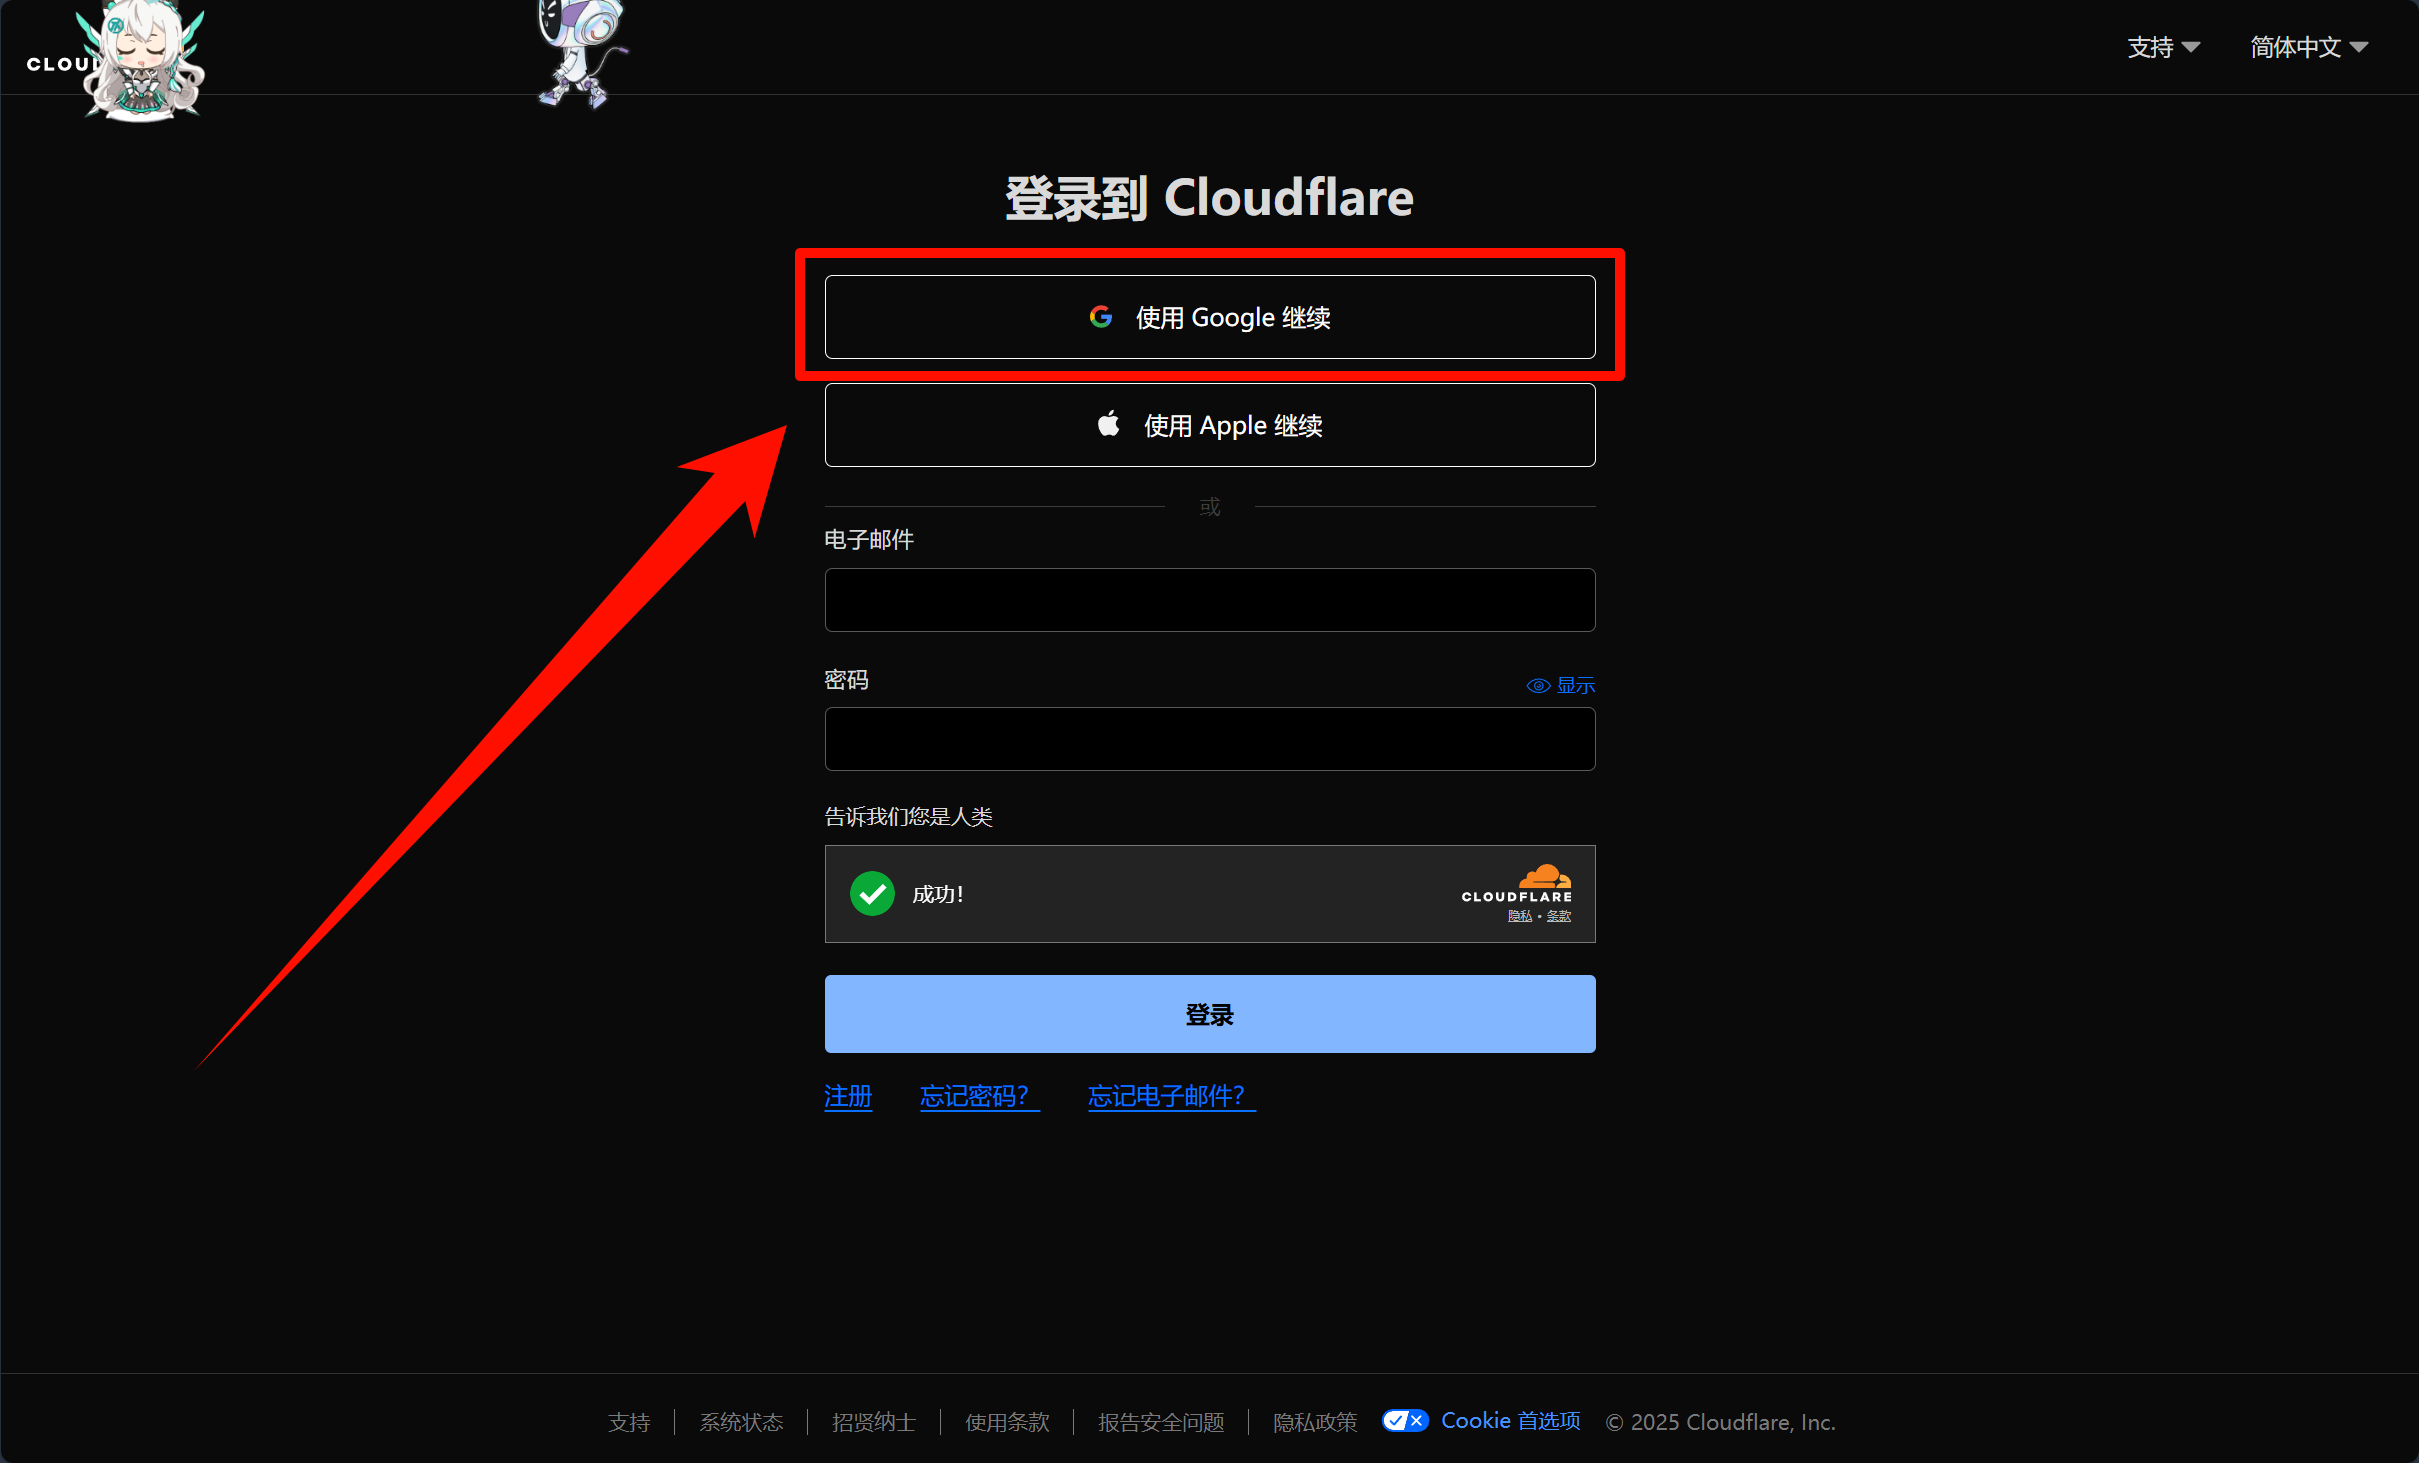 CLOU
支持
简体中文
登录到 Cloudflare
使用 Google 继续
使用 Apple 继续
或
电子邮件
密码
显示
告诉我们您是人类
成功!
CLOUDFLARE
隐私 • 条款
登录
注册 忘记密码? 忘记电子邮件?
支持 系统状态 招贤纳士 使用条款 报告安全问题 隐私政策 Cookie 首选项 © 2025 Cloudflare, Inc.